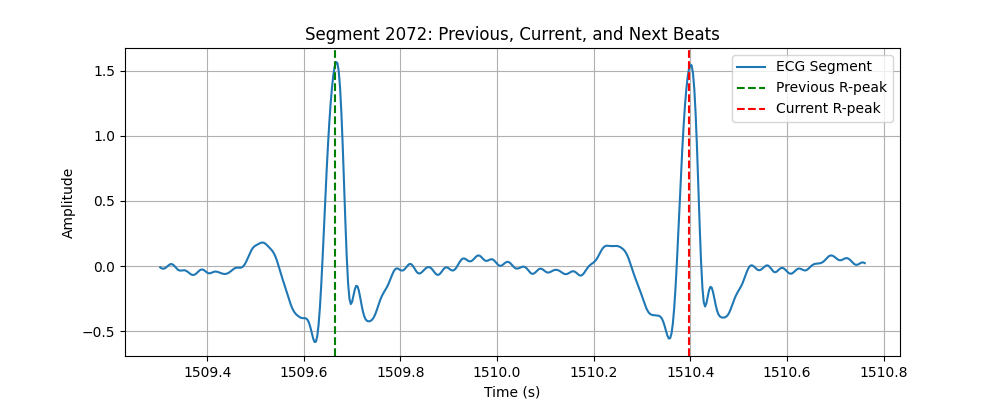 Segment 2072: Previous, Current, and Next Beats
ECG Segment
Previous R-peak
Current R-peak
1.5
1.0
0.5
0.0
−0.5
Amplitude
1509.4 1509.6 1509.8 1510.0 1510.2 1510.4 1510.6 1510.8
Time (s)